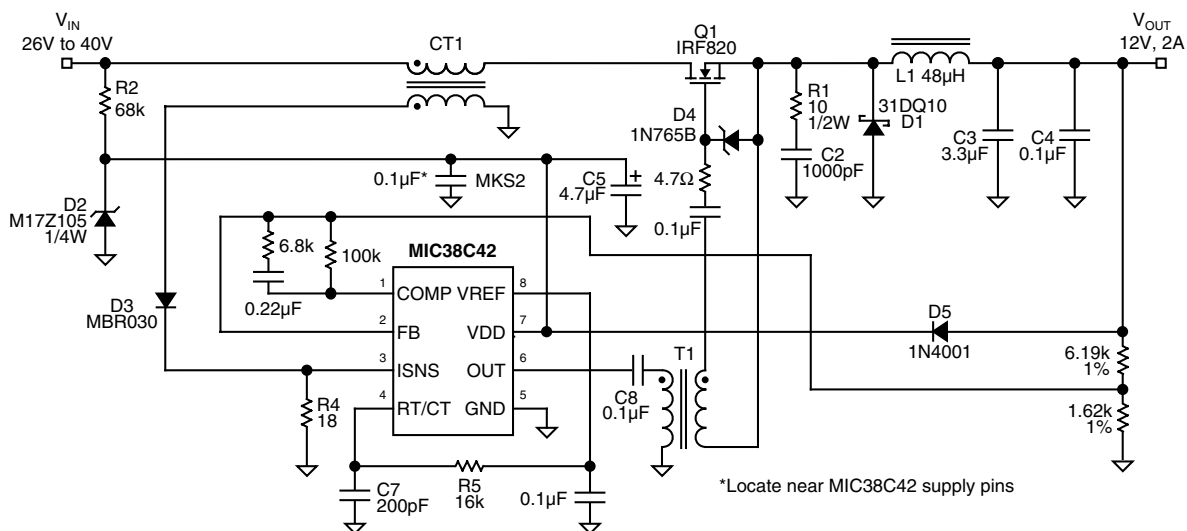 VIN
26V to 40V
CT1
Q1
IRF820
VOUT
12V, 2A
R2
68k
L1 48µH
D4
1N765B
R1
10
1/2W
31DQ10
D1
C2
1000pF
C3
3.3µF
C4
0.1µF
0.1µF*
MKS2
C5
4.7µF
+
4.7Ω
0.1µF
D2
M17Z105
1/4W
6.8k
100k
0.22µF
MIC38C42
1
COMP
VREF
8
2
FB
VDD
7
3
ISNS
OUT
6
4
RT/CT
GND
5
D3
MBR030
D5
1N4001
6.19k
1%
1.62k
1%
T1
C8
0.1µF
R4
18
C7
200pF
R5
16k
0.1µF
*Locate near MIC38C42 supply pins